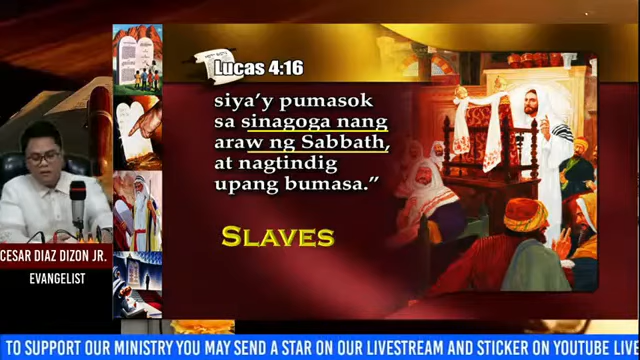 Lucas 4:16
siya'y pumasok
sa sinagoga nang
araw ng Sabbath,
at nagtindig
upang bumasa.”
SLAVES
CESAR DIAZ DIZON JR.
EVANGELIST
TO SUPPORT OUR MINISTRY YOU MAY SEND A STAR ON OUR LIVESTREAM AND STICKER ON YOUTUBE LIVE